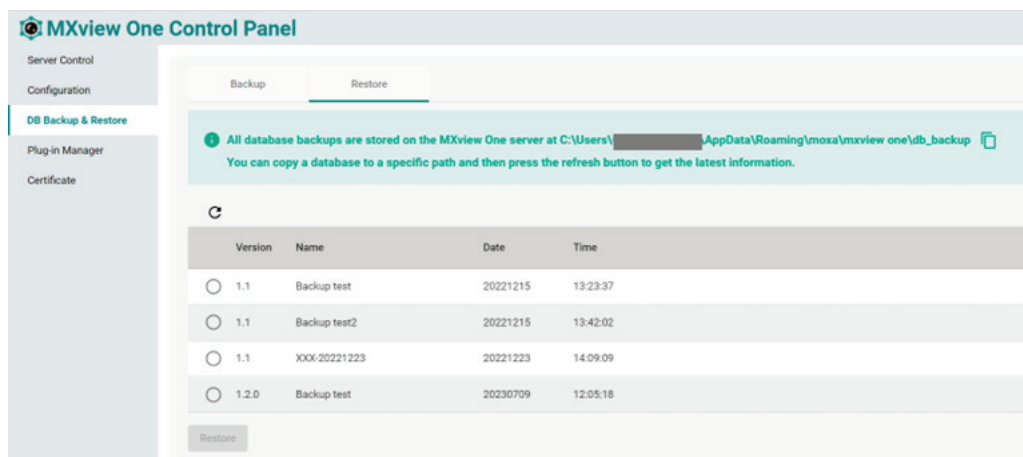 MXview One Control Panel
Server Control
Configuration
DB Backup & Restore
Plug-in Manager
Certificate
Backup Restore
All database backups are stored on the MXview One server at C:\Users\ \AppData\Roaming\moxa\mxview one\db_backup
You can copy a database to a specific path and then press the refresh button to get the latest information.
Version Name Date Time
1.1 Backup test 20221215 13:23:37
1.1 Backup test2 20221215 13:42:02
1.1 XXX-20221223 20221223 14:09:09
1.2.0 Backup test 20230709 12:05:18
Restore